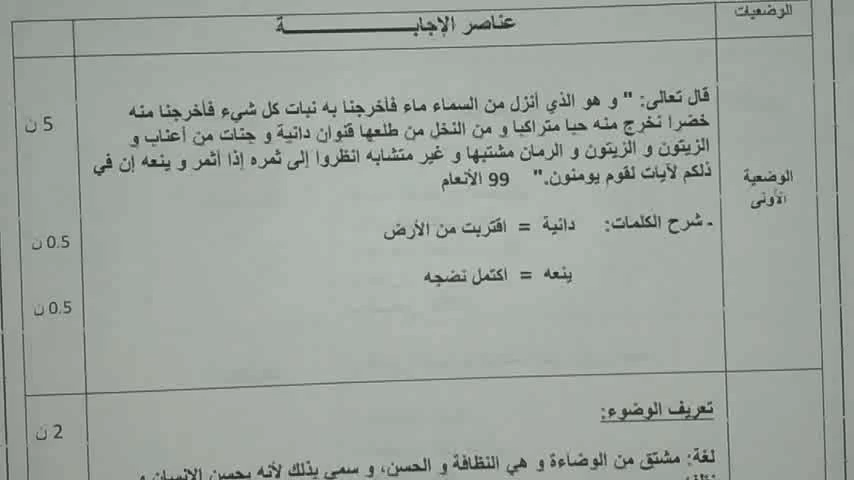 الوضعيات
عناصر الإجابـــــــــــــــــــة
قال تعالى: " و هو الذي أنزل من السماء ماء فأخرجنا به نبات كل شيء فأخرجنا منه
خضرا نخرج منه حبا متراكبا و من النخل من طلعها قنوان دانية و جنات من أعناب و
الزيتون و الزيتون و الرمان مشتبها و غير متشابه انظروا إلى ثمره إذا أثمر و ينعه إن في
ذلكم لآيات لقوم يومنون." 99 الأنعام
5 ن
الوضعية
الأولى
- شرح الكلمات: دانية = اقتربت من الأرض
0.5 ن
ينعه = اكتمل نضجه
0.5 ن
تعريف الوضوء:
2 ن
لغة: مشتق من الوضاءة و هي النظافة و الحسن، و سمي بذلك لأنه يحسن الإنسان و